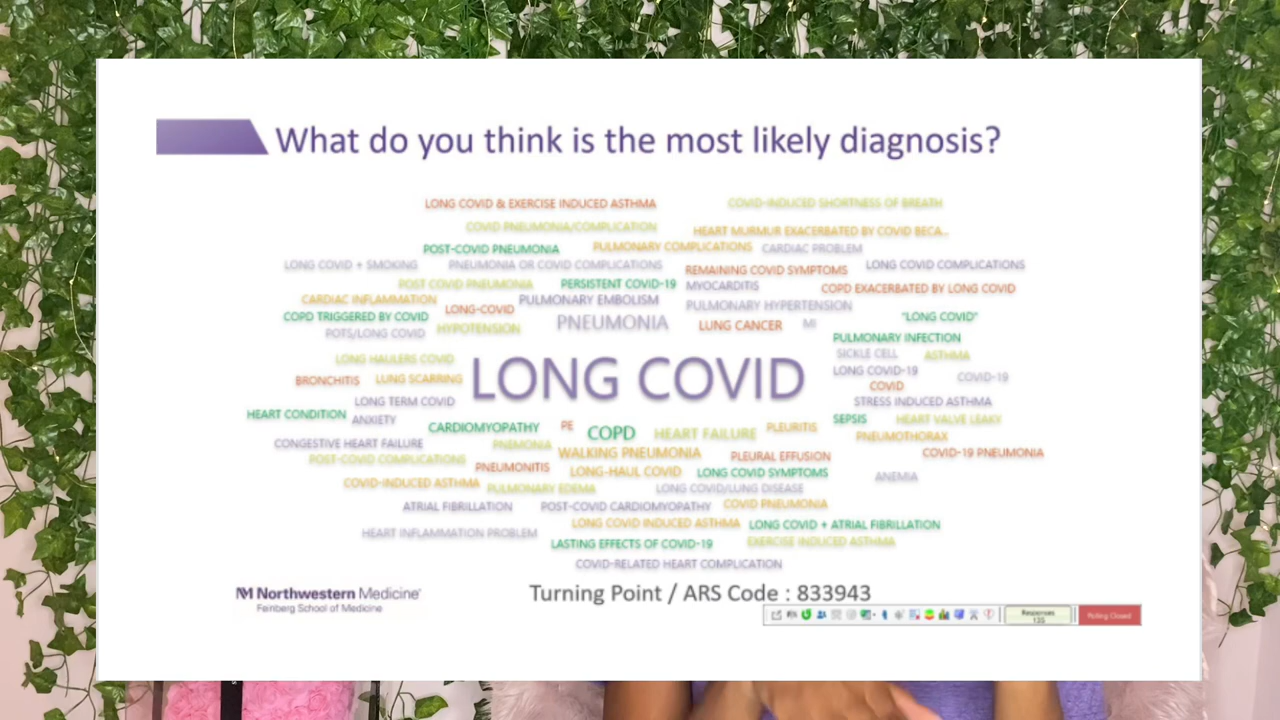 What do you think is the most likely diagnosis?
LONG COVID & EXERCISE INDUCED ASTHMA
COVID-INDUCED SHORTNESS OF BREATH
COVID PNEUMONIA/COMPLICATION
HEART MURMUR EXACERBATED BY COVID BECA...
POST-COVID PNEUMONIA
PULMONARY COMPLICATIONS
CARDIAC PROBLEM
LONG COVID + SMOKING
PNEUMONIA OR COVID COMPLICATIONS
REMAINING COVID SYMPTOMS
LONG COVID COMPLICATIONS
POST COVID PNEUMONIA
PERSISTENT COVID-19
MYOCARDITIS
COPD EXACERBATED BY LONG COVID
CARDIAC INFLAMMATION
LONG-COVID
PULMONARY EMBOLISM
PULMONARY HYPERTENSION
COPD TRIGGERED BY COVID
HYPOTENSION
PNEUMONIA
LUNG CANCER
MI
"LONG COVID"
POTS/LONG COVID
PULMONARY INFECTION
LONG HAULERS COVID
LONG COVID
SICKLE CELL
ASTHMA
BRONCHITIS
LUNG SCARRING
LONG COVID-19
COVID-19
COVID
LONG TERM COVID
STRESS INDUCED ASTHMA
HEART CONDITION
ANXIETY
CARDIOMYOPATHY
PE
COPD
HEART FAILURE
PLEURITIS
SEPSIS
HEART VALVE LEAKY
CONGESTIVE HEART FAILURE
PNEMONIA
WALKING PNEUMONIA
PLEURAL EFFUSION
PNEUMOTHORAX
COVID-19 PNEUMONIA
POST-COVID COMPLICATIONS
PNEUMONITIS
LONG-HAUL COVID
LONG COVID SYMPTOMS
ANEMIA
COVID-INDUCED ASTHMA
PULMONARY EDEMA
LONG COVID/LUNG DISEASE
ATRIAL FIBRILLATION
POST-COVID CARDIOMYOPATHY
COVID PNEUMONIA
HEART INFLAMMATION PROBLEM
LONG COVID INDUCED ASTHMA
LONG COVID + ATRIAL FIBRILLATION
LASTING EFFECTS OF COVID-19
EXERCISE INDUCED ASTHMA
COVID-RELATED HEART COMPLICATION
Northwestern Medicine
Feinberg School of Medicine
Turning Point / ARS Code : 833943
Responses
Polling Closed